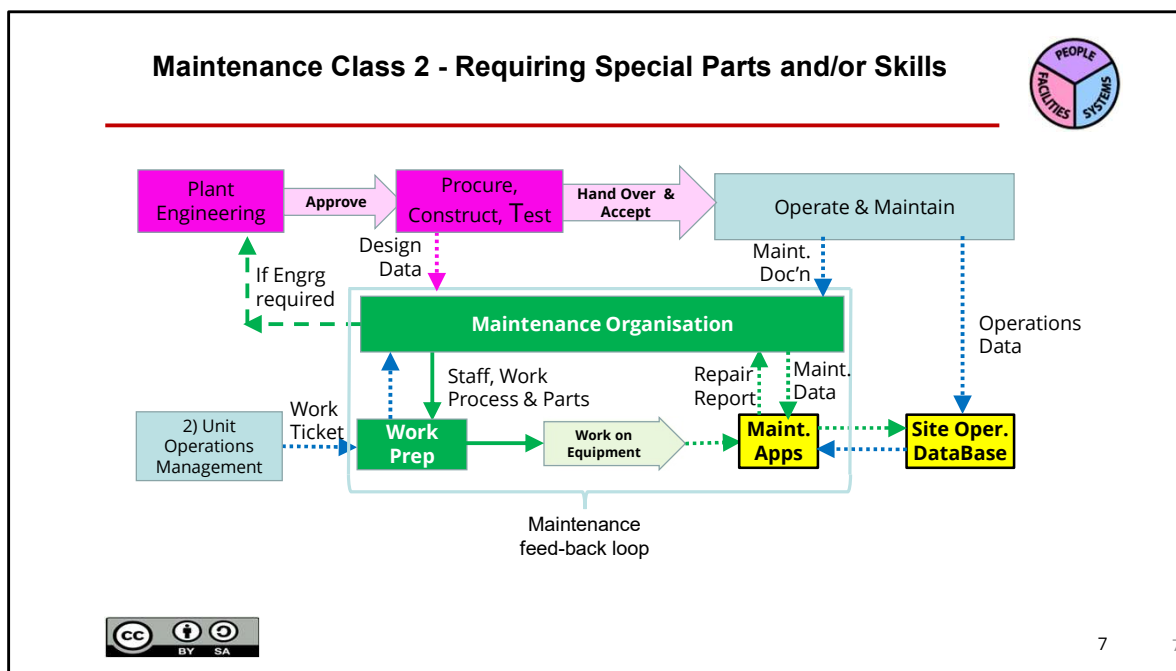 Maintenance Class 2 - Requiring Special Parts and/or Skills
PEOPLE
FACILITIES
SYSTEMS
Plant
Engineering
Approve
Procure,
Construct, Test
Hand Over &
Accept
Operate & Maintain
Design
Data
Maint.
Doc'n
If Engrg
required
Maintenance Organisation
Operations
Data
Staff, Work
Process & Parts
Repair
Report
Maint.
Data
2) Unit
Operations
Management
Work
Ticket
Work
Prep
Work on
Equipment
Maint.
Apps
Site Oper.
DataBase
Maintenance
feed-back loop
cc
BY SA
7